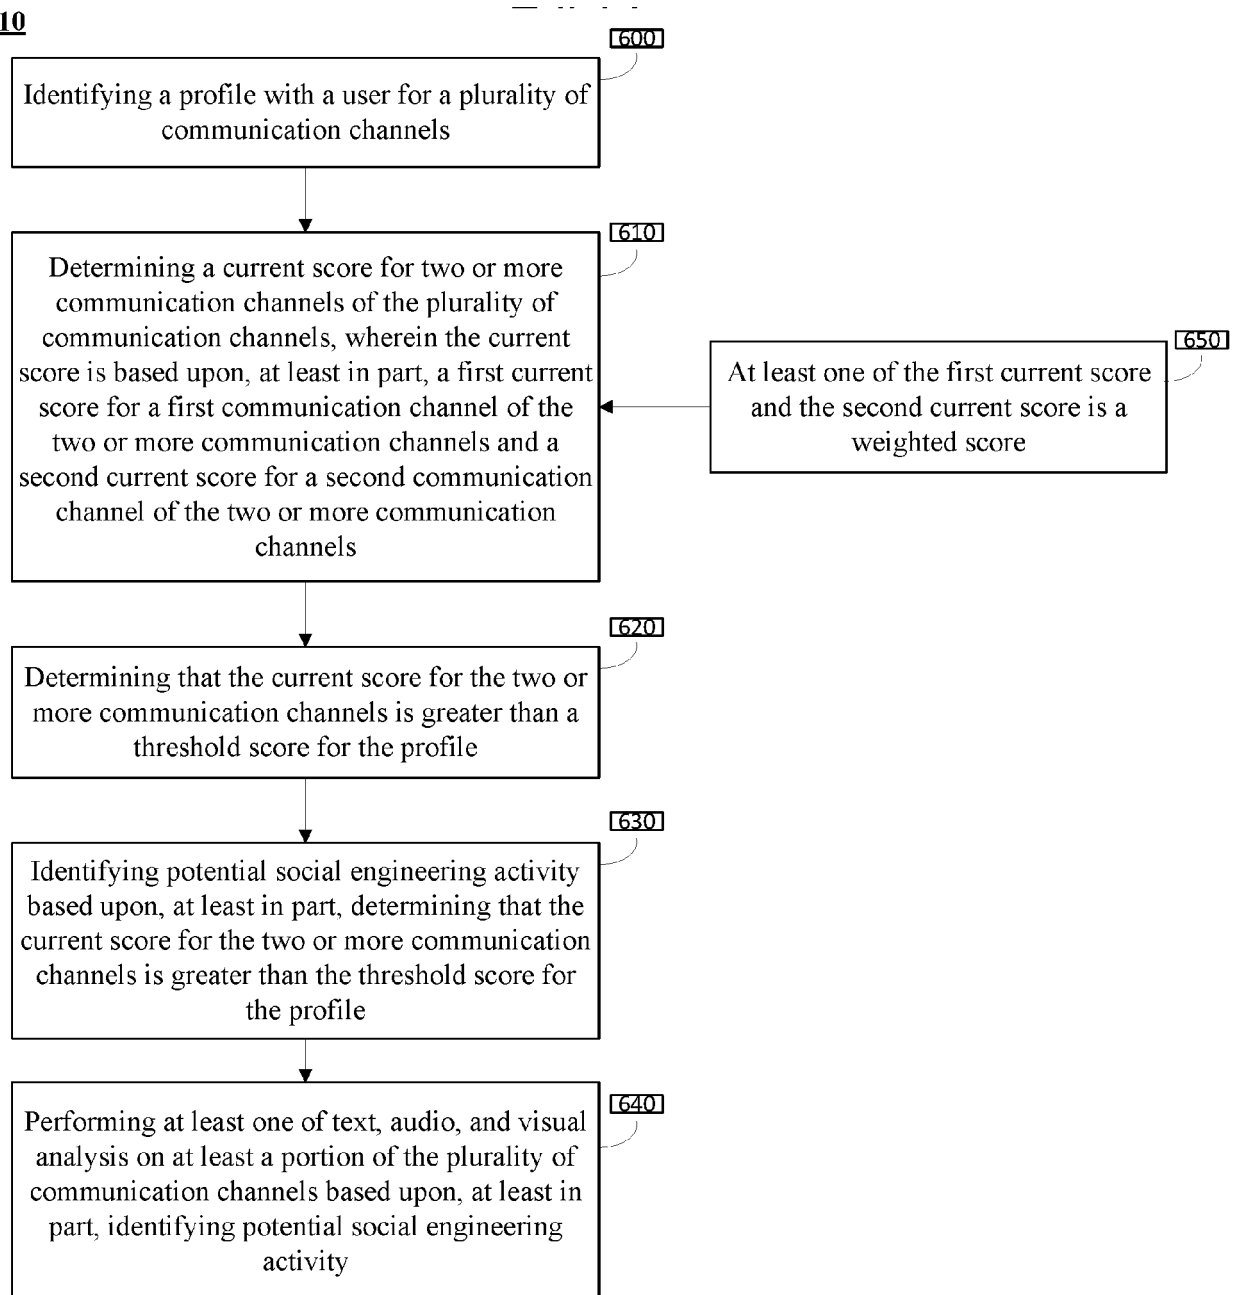 10
600
Identifying a profile with a user for a plurality of
communication channels
610
Determining a current score for two or more
communication channels of the plurality of
communication channels, wherein the current
score is based upon, at least in part, a first current
score for a first communication channel of the
two or more communication channels and a
second current score for a second communication
channel of the two or more communication
channels
650
At least one of the first current score
and the second current score is a
weighted score
620
Determining that the current score for the two or
more communication channels is greater than a
threshold score for the profile
630
Identifying potential social engineering activity
based upon, at least in part, determining that the
current score for the two or more communication
channels is greater than the threshold score for
the profile
640
Performing at least one of text, audio, and visual
analysis on at least a portion of the plurality of
communication channels based upon, at least in
part, identifying potential social engineering
activity